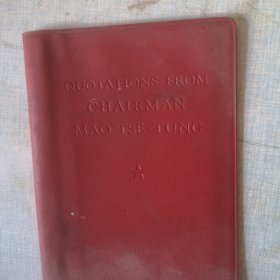 QUOTATIONS FROM
CHAIRMAN
MAO TSE-TUNG